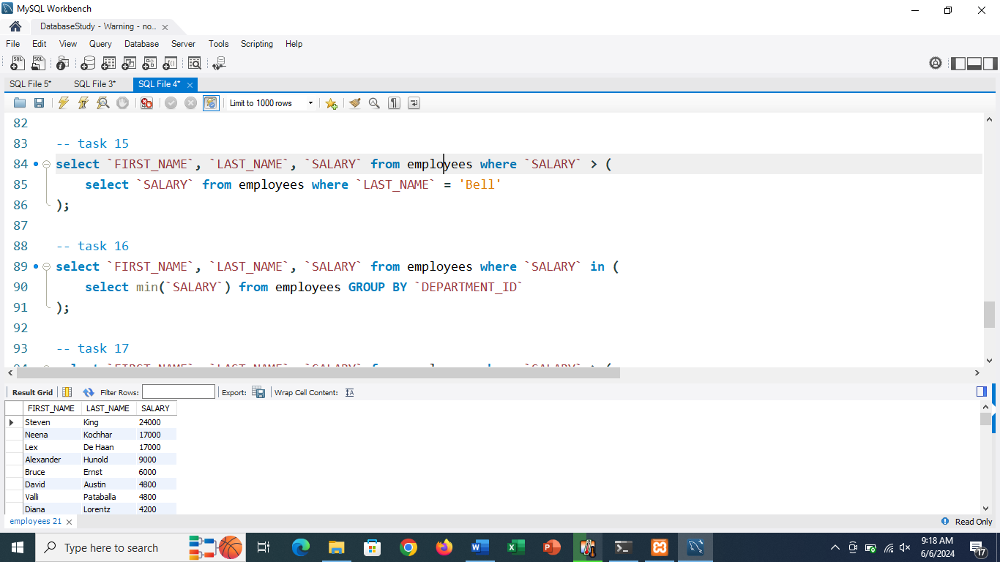 MySQL Workbench
DatabaseStudy - Warning - no...
File Edit View Query Database Server Tools Scripting Help
SQL File 5* SQL File 3* SQL File 4*
Limit to 1000 rows
82
83 -- task 15
84 select `FIRST_NAME`, `LAST_NAME`, `SALARY` from employees where `SALARY` > (
85 select `SALARY` from employees where `LAST_NAME` = 'Bell'
86 );
87
88 -- task 16
89 select `FIRST_NAME`, `LAST_NAME`, `SALARY` from employees where `SALARY` in (
90 select min(`SALARY`) from employees GROUP BY `DEPARTMENT_ID`
91 );
92
93 -- task 17
Result Grid Filter Rows: Export: Wrap Cell Content:
FIRST_NAME LAST_NAME SALARY
Steven King 24000
Neena Kochhar 17000
Lex De Haan 17000
Alexander Hunold 9000
Bruce Ernst 6000
David Austin 4800
Valli Pataballa 4800
Diana Lorentz 4200
employees 21 Read Only
Type here to search
9:18 AM
6/6/2024
17